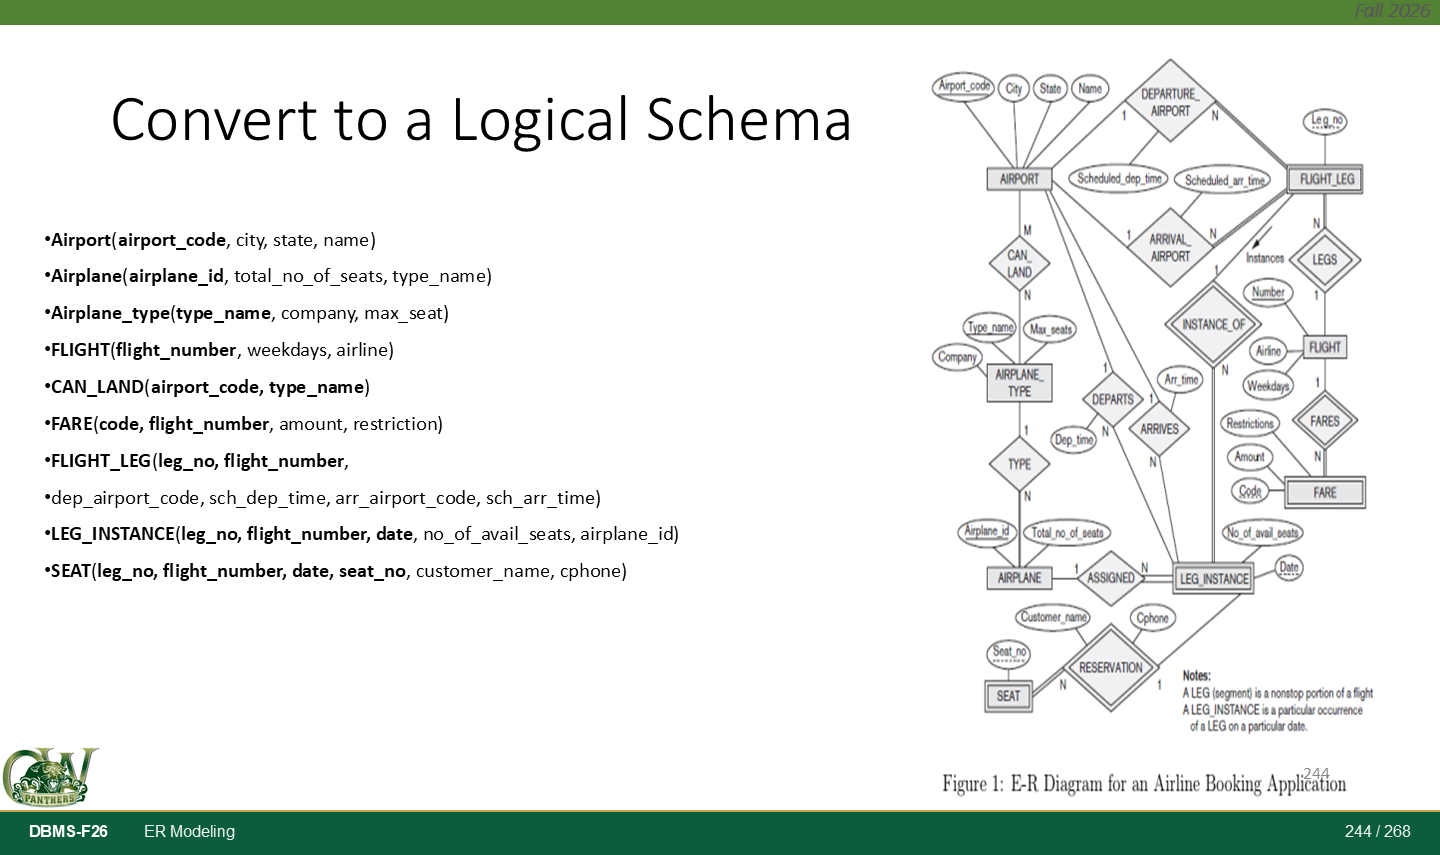 Fall 2026
Convert to a Logical Schema
•Airport(airport_code, city, state, name)
•Airplane(airplane_id, total_no_of_seats, type_name)
•Airplane_type(type_name, company, max_seat)
•FLIGHT(flight_number, weekdays, airline)
•CAN_LAND(airport_code, type_name)
•FARE(code, flight_number, amount, restriction)
•FLIGHT_LEG(leg_no, flight_number,
•dep_airport_code, sch_dep_time, arr_airport_code, sch_arr_time)
•LEG_INSTANCE(leg_no, flight_number, date, no_of_avail_seats, airplane_id)
•SEAT(leg_no, flight_number, date, seat_no, customer_name, cphone)
Airport_code
City
State
Name
DEPARTURE_
AIRPORT
1
N
Leg_no
AIRPORT
Scheduled_dep_time
Scheduled_arr_time
FLIGHT_LEG
M
1
ARRIVAL_
AIRPORT
N
N
CAN_
LAND
Instances
LEGS
1
N
Number
1
Type_name
Max_seats
INSTANCE_OF
Company
Airline
FLIGHT
AIRPLANE_
TYPE
1
Arr_time
N
Weekdays
1
DEPARTS
1
Restrictions
FARES
1
Dep_time
N
ARRIVES
TYPE
N
Amount
N
N
Code
FARE
Airplane_id
Total_no_of_seats
No_of_avail_seats
AIRPLANE
1
ASSIGNED
N
LEG_INSTANCE
Date
Customer_name
Cphone
Seat_no
RESERVATION
SEAT
N
1
Notes:
A LEG (segment) is a nonstop portion of a flight
A LEG_INSTANCE is a particular occurrence
of a LEG on a particular date.
244
Figure 1: E-R Diagram for an Airline Booking Application
OW
PANTHERS
DBMS-F26
ER Modeling
244 / 268